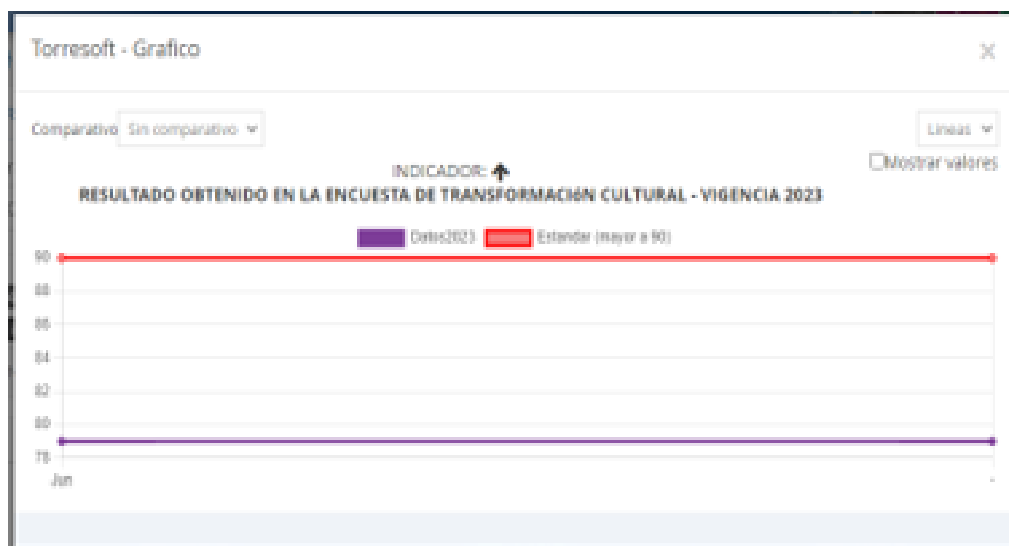 Torresoft - Grafico ×
Comparativo Sin comparativo Lineas
Mostrar valores
INDICADOR:
RESULTADO OBTENIDO EN LA ENCUESTA DE TRANSFORMACIóN CULTURAL - VIGENCIA 2023
Datos2023 Estandar (mayor a 90)
90
88
86
84
82
80
78
Jun -